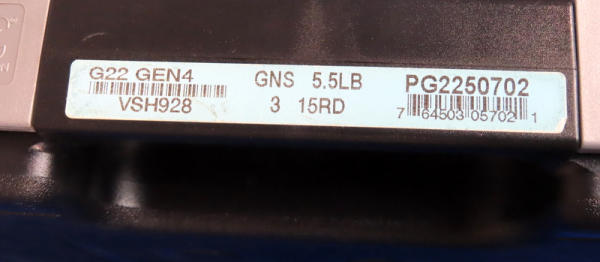 G22 GEN4 GNS 5.5LB PG2250702
VSH928 3 15RD 7 64503 05702 1